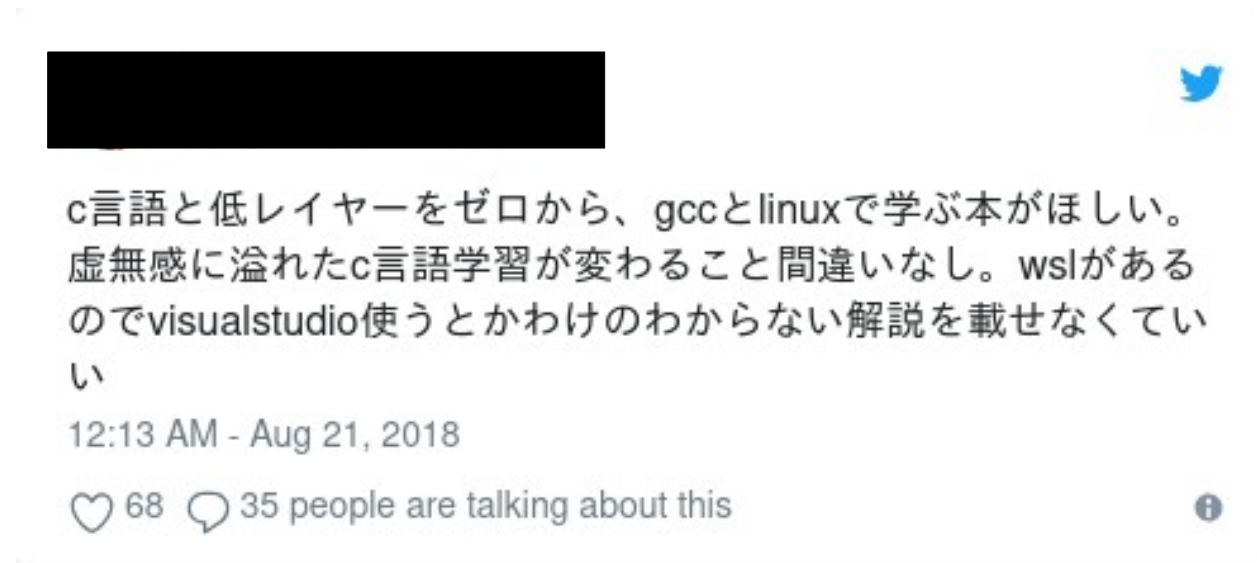 c言語と低レイヤーをゼロから、gccとlinuxで学ぶ本がほしい。
虚無感に溢れたc言語学習が変わること間違いなし。wslがある
のでvisualstudio使うとかわけのわからない解説を載せなくてい
い
12:13 AM - Aug 21, 2018
68 35 people are talking about this